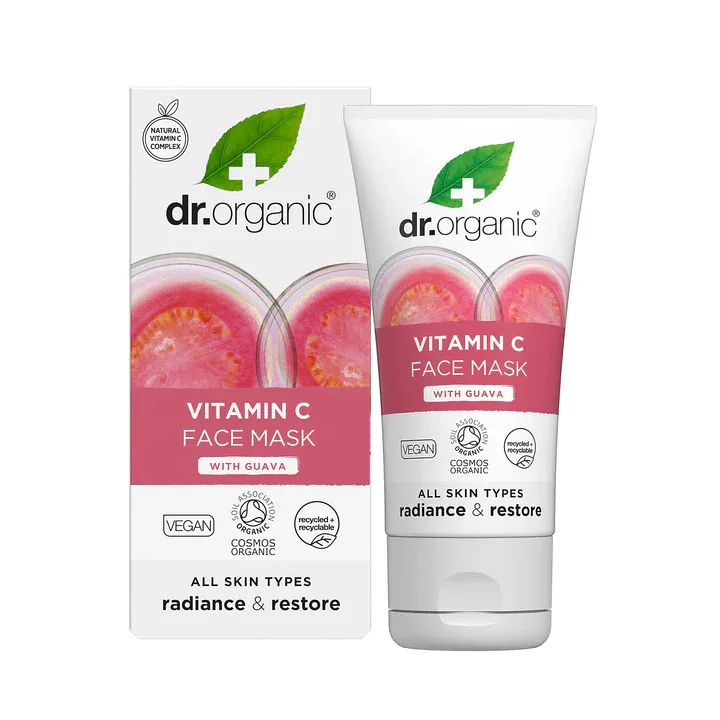 NATURAL
VITAMIN C
COMPLEX
dr.organic®
VITAMIN C
FACE MASK
WITH GUAVA
VEGAN
SOIL ASSOCIATION
ORGANIC
COSMOS
ORGANIC
recycled +
recyclable
ALL SKIN TYPES
radiance & restore
dr.organic®
VITAMIN C
FACE MASK
WITH GUAVA
VEGAN
SOIL ASSOCIATION
ORGANIC
COSMOS
ORGANIC
recycled +
recyclable
ALL SKIN TYPES
radiance & restore